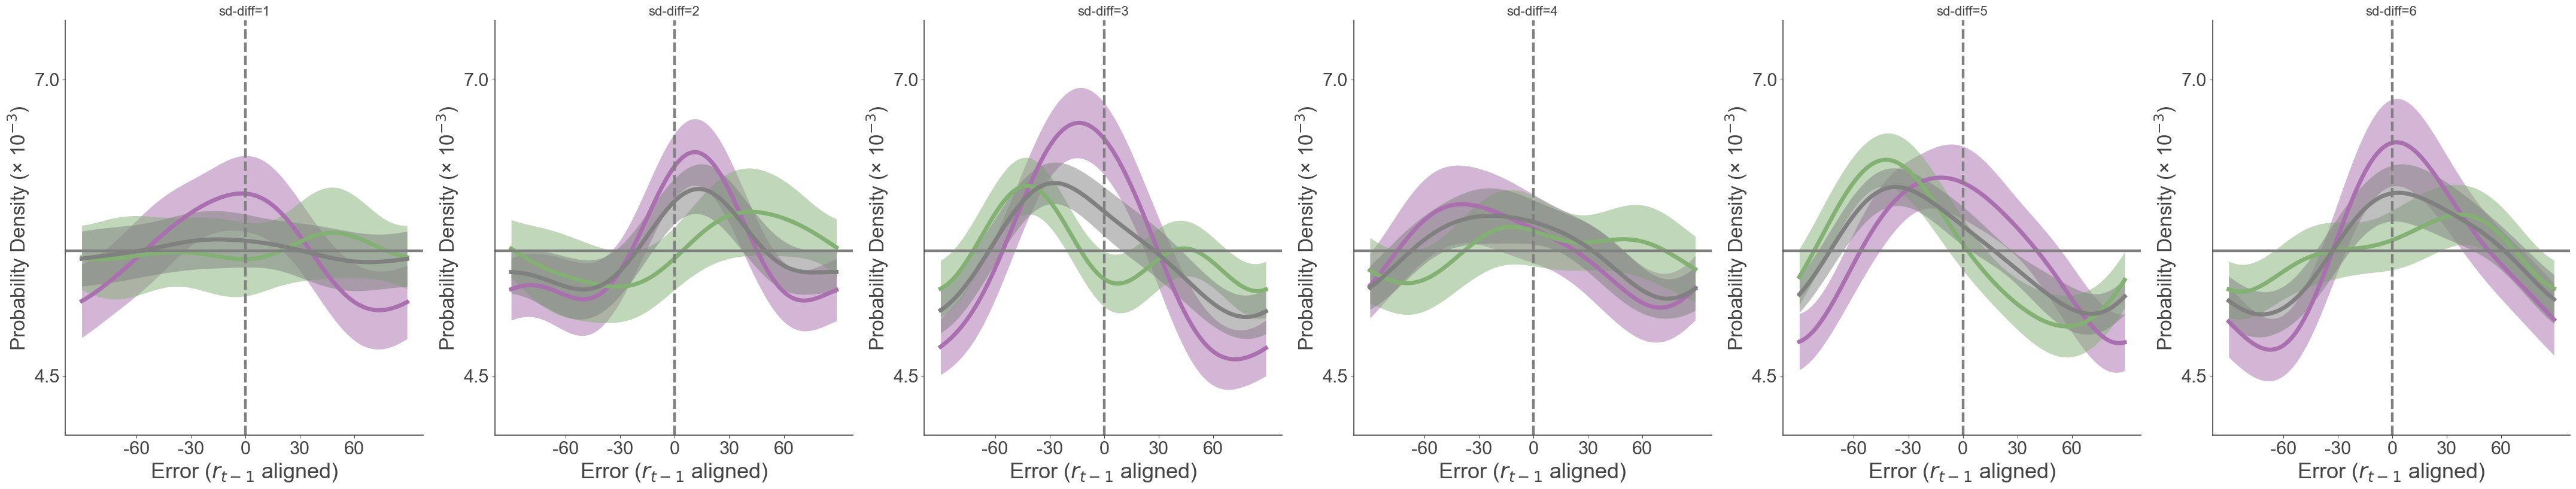 sd-diff=1
Probability Density (× 10⁻³)
7.0
4.5
-60 -30 0 30 60
Error (rₜ₋₁ aligned)
sd-diff=2
Probability Density (× 10⁻³)
7.0
4.5
-60 -30 0 30 60
Error (rₜ₋₁ aligned)
sd-diff=3
Probability Density (× 10⁻³)
7.0
4.5
-60 -30 0 30 60
Error (rₜ₋₁ aligned)
sd-diff=4
Probability Density (× 10⁻³)
7.0
4.5
-60 -30 0 30 60
Error (rₜ₋₁ aligned)
sd-diff=5
Probability Density (× 10⁻³)
7.0
4.5
-60 -30 0 30 60
Error (rₜ₋₁ aligned)
sd-diff=6
Probability Density (× 10⁻³)
7.0
4.5
-60 -30 0 30 60
Error (rₜ₋₁ aligned)